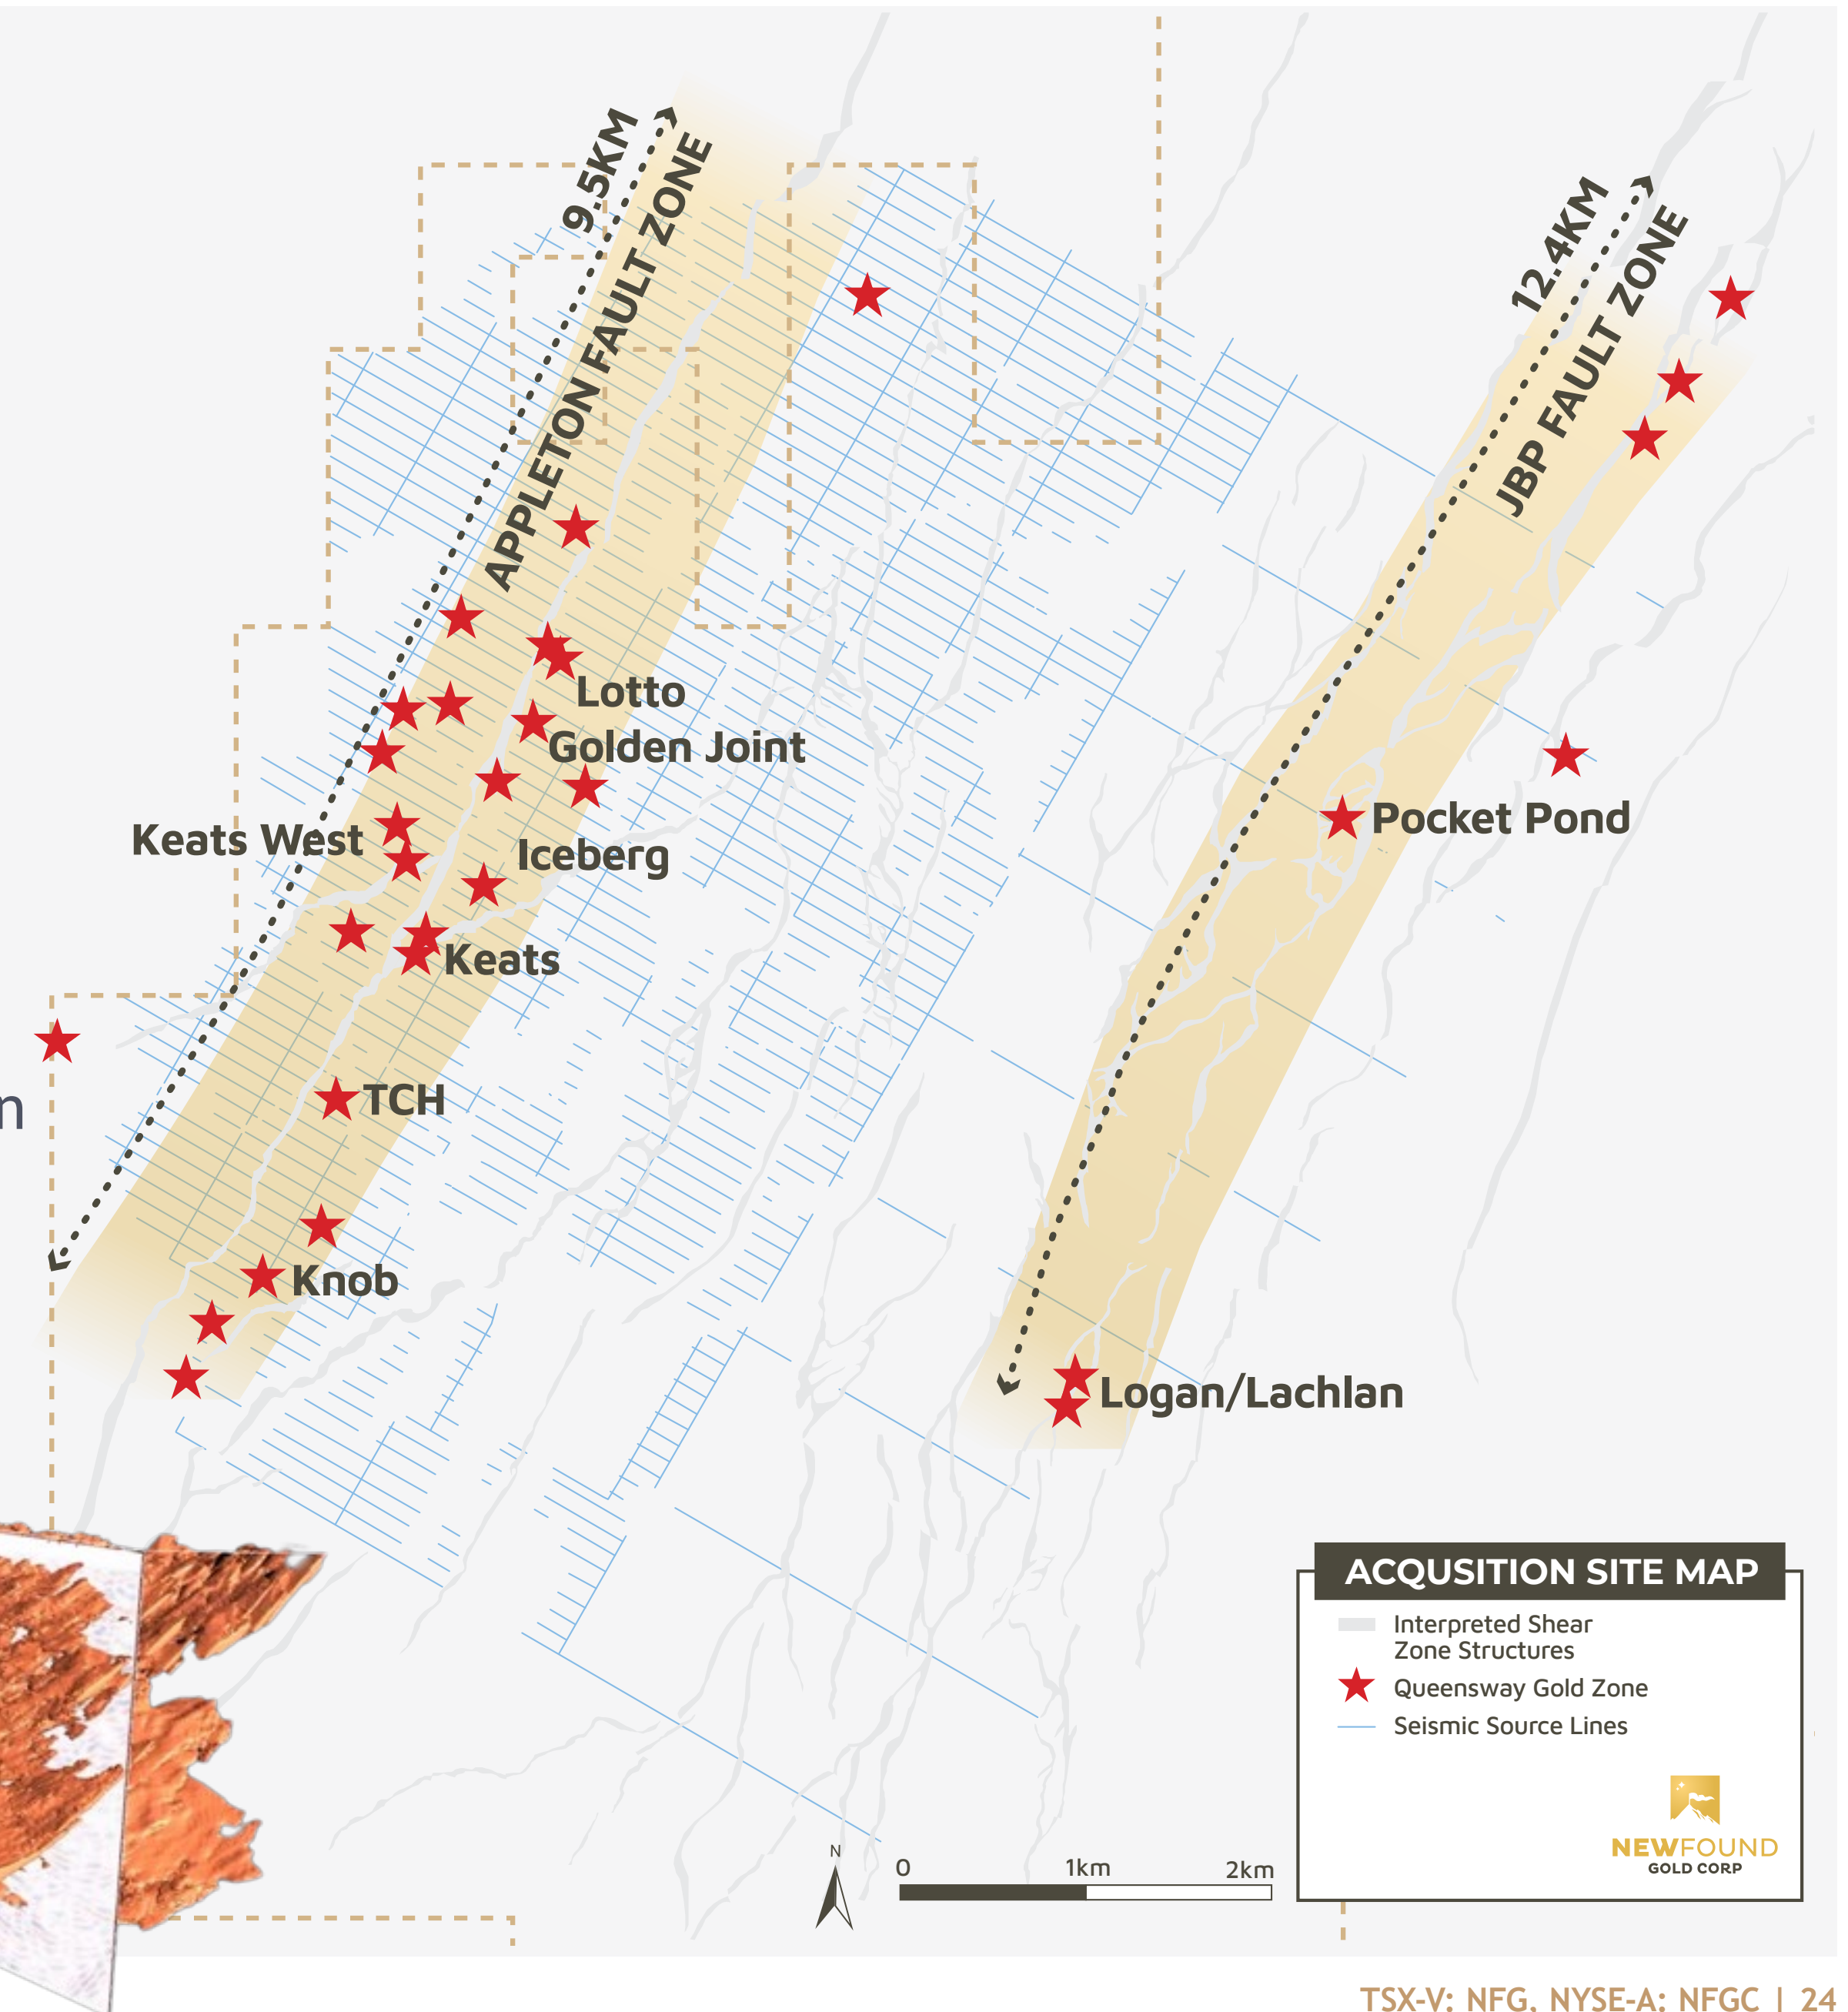 9.5KM
APPLETON FAULT ZONE
12.4KM
JBP FAULT ZONE
Lotto
Golden Joint
Keats West
Iceberg
Pocket Pond
Keats
n
TCH
Knob
Logan/Lachlan
ACQUSITION SITE MAP
Interpreted Shear
Zone Structures
Queensway Gold Zone
Seismic Source Lines
NEWFOUND
GOLD CORP
N
0 1km 2km
TSX-V: NFG, NYSE-A: NFGC | 24